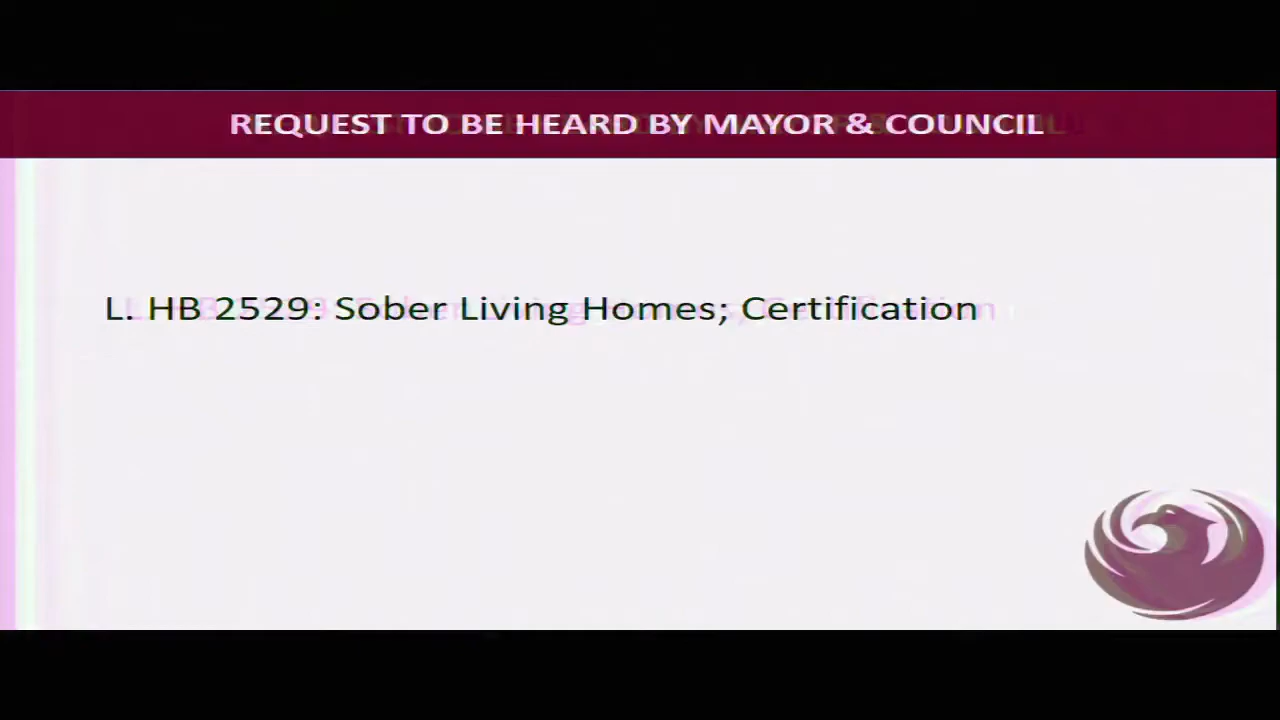 REQUEST TO BE HEARD BY MAYOR & COUNCIL
L. HB 2529: Sober Living Homes; Certification